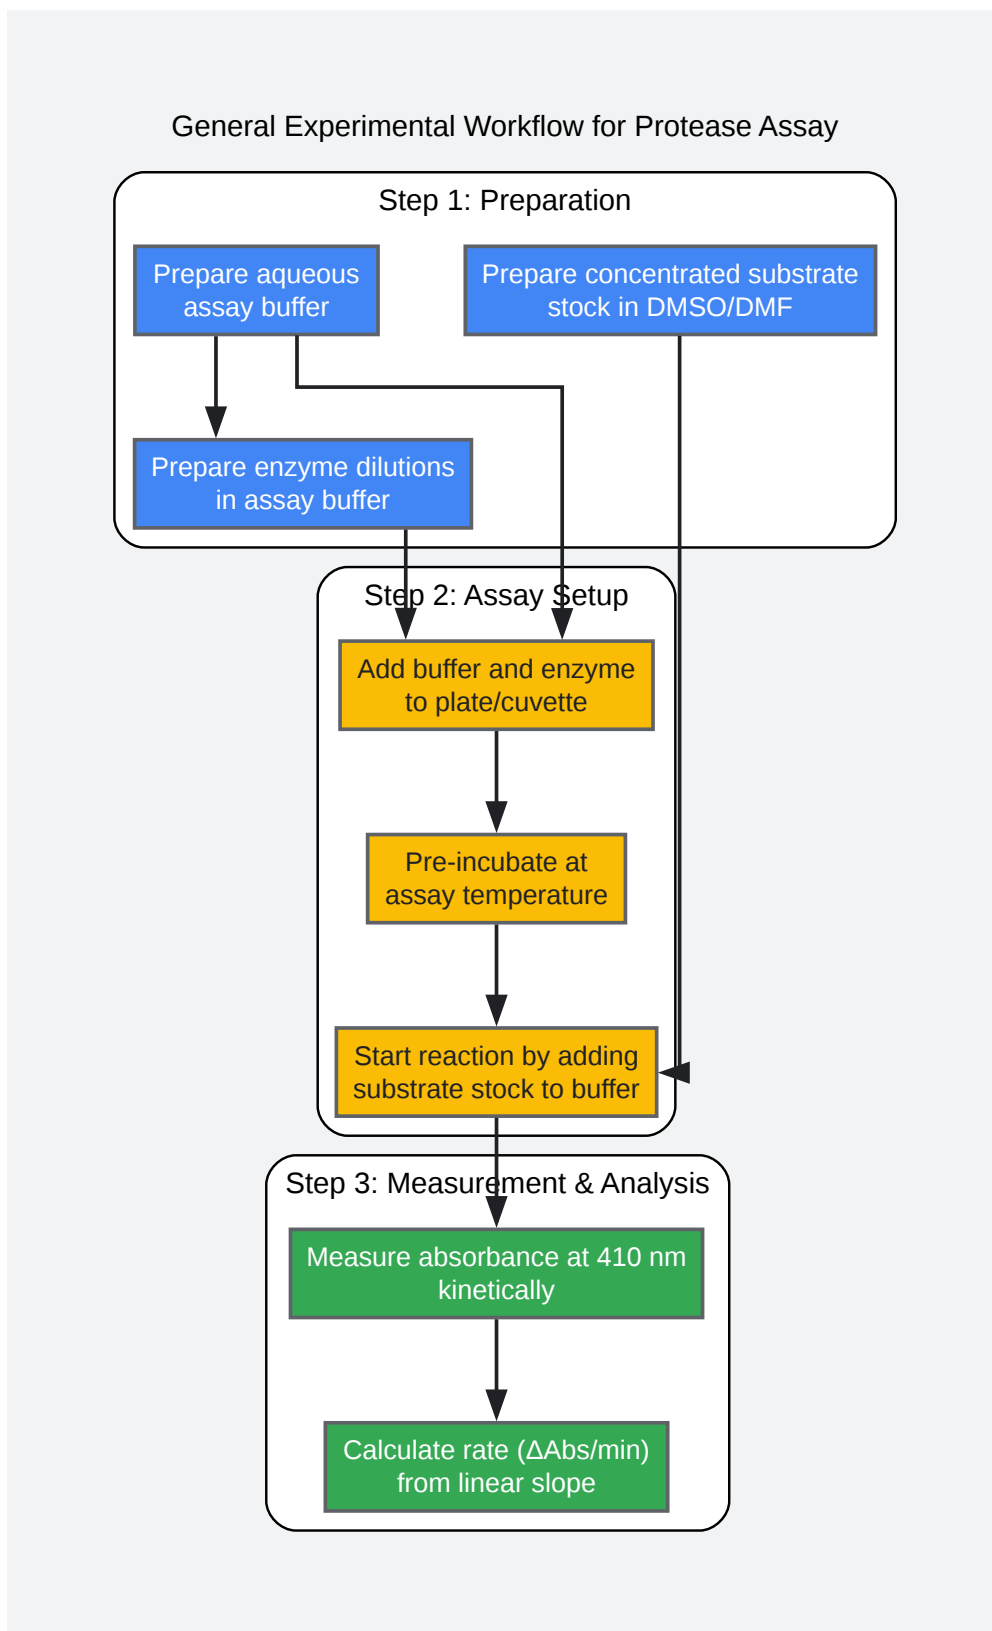 General Experimental Workflow for Protease Assay
Step 1: Preparation
Prepare aqueous
assay buffer
Prepare concentrated substrate
stock in DMSO/DMF
Prepare enzyme dilutions
in assay buffer
Step 2: Assay Setup
Add buffer and enzyme
to plate/cuvette
Pre-incubate at
assay temperature
Start reaction by adding
substrate stock to buffer
Step 3: Measurement & Analysis
Measure absorbance at 410 nm
kinetically
Calculate rate (ΔAbs/min)
from linear slope